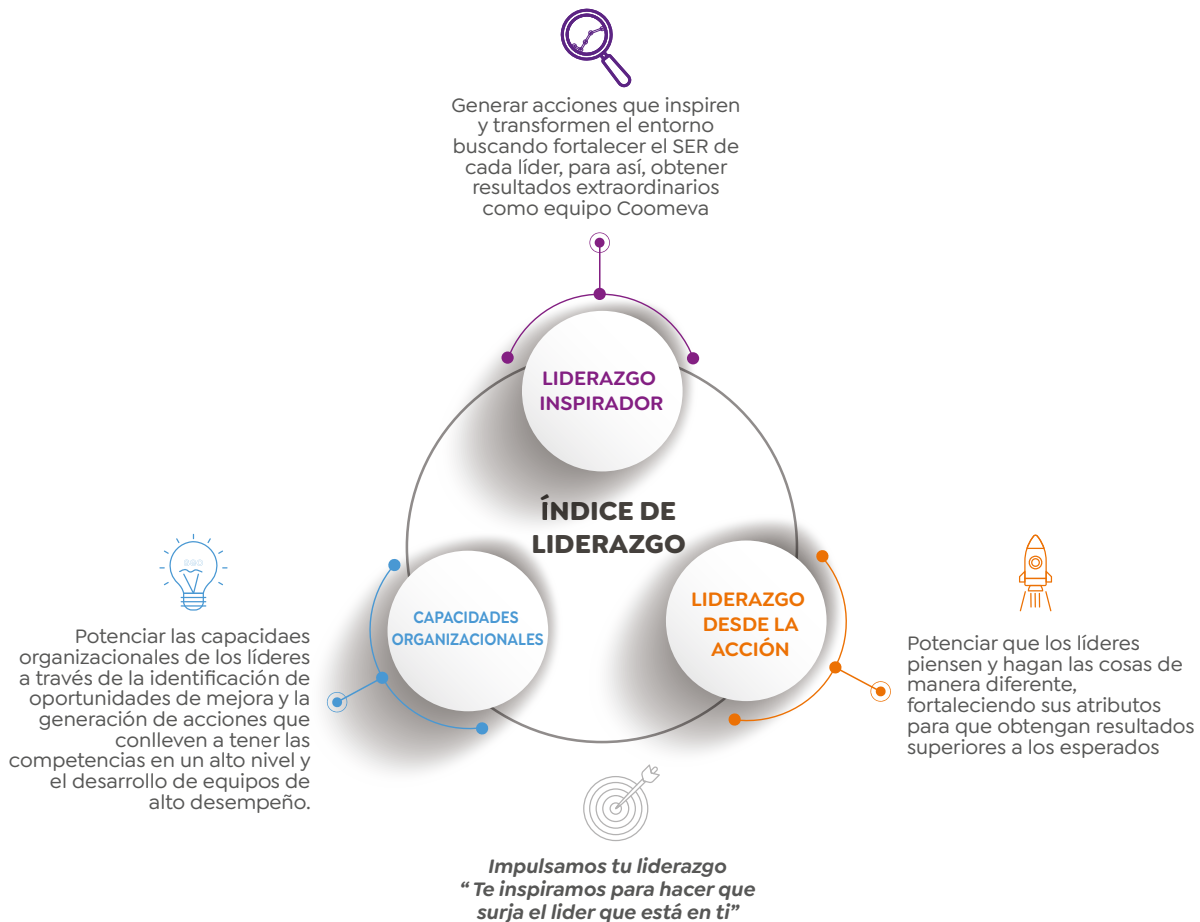 Generar acciones que inspiren
y transformen el entorno
buscando fortalecer el SER de
cada líder, para así, obtener
resultados extraordinarios
como equipo Coomeva
LIDERAZGO
INSPIRADOR
ÍNDICE DE
LIDERAZGO
CAPACIDADES
ORGANIZACIONALES
LIDERAZGO
DESDE LA
ACCIÓN
Potenciar las capacidaes
organizacionales de los líderes
a través de la identificación de
oportunidades de mejora y la
generación de acciones que
conlleven a tener las
competencias en un alto nivel y
el desarrollo de equipos de
alto desempeño.
Potenciar que los líderes
piensen y hagan las cosas de
manera diferente,
fortaleciendo sus atributos
para que obtengan resultados
superiores a los esperados
Impulsamos tu liderazgo
“ Te inspiramos para hacer que
surja el lider que está en ti”